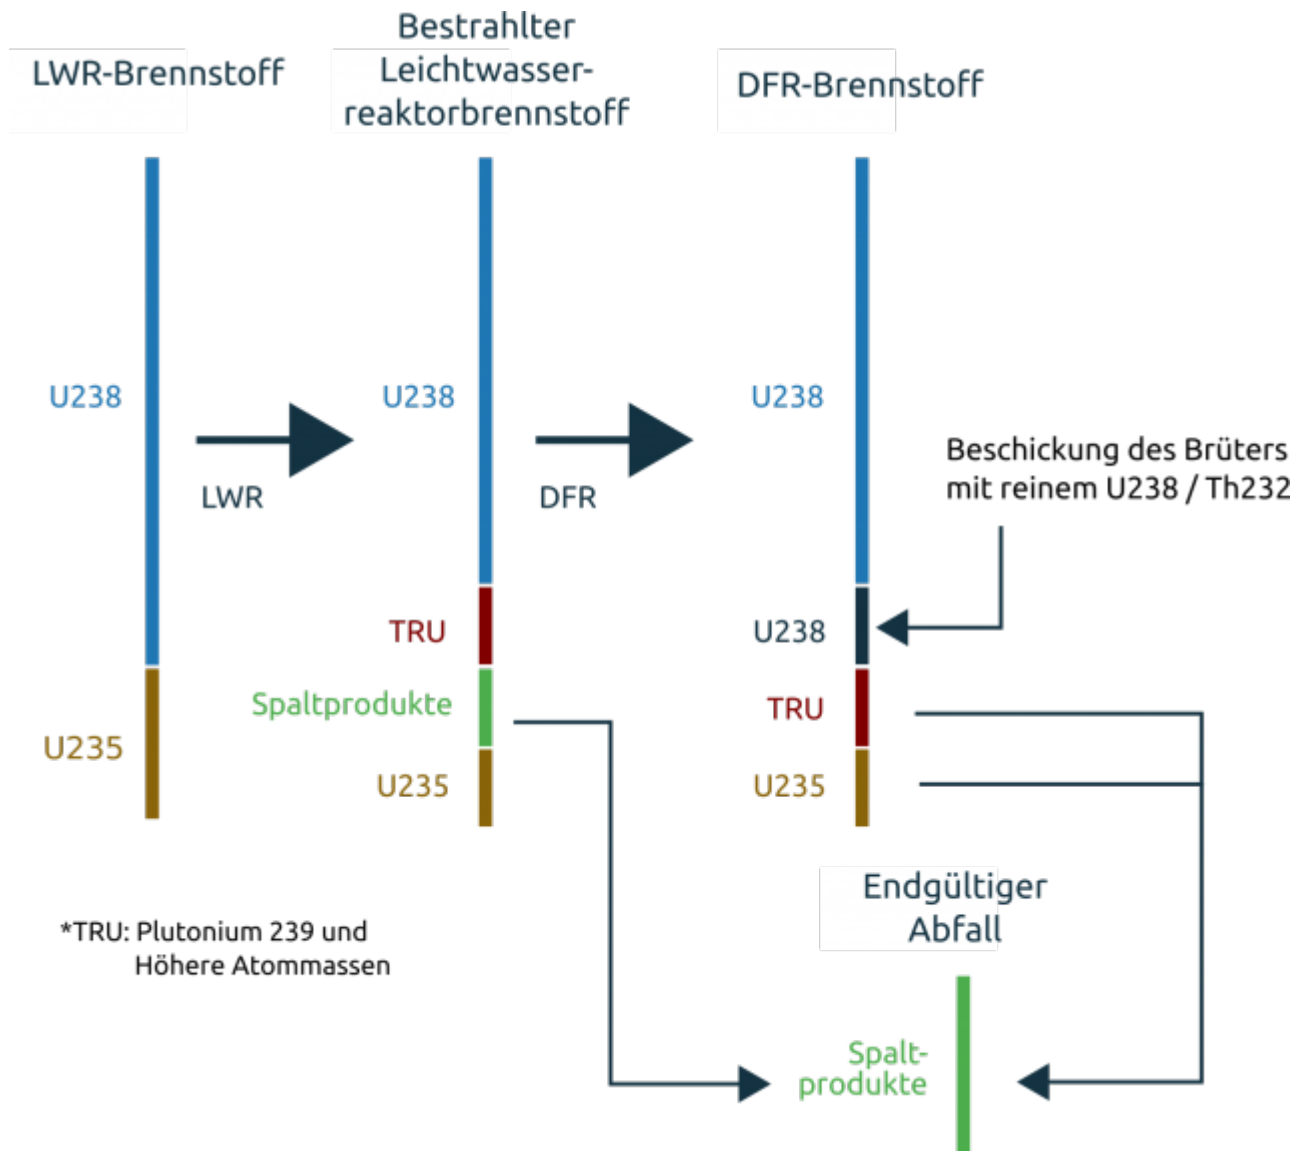 LWR-Brennstoff
Bestrahlter
Leichtwasser-
reaktorbrennstoff
DFR-Brennstoff
U238
U238
U238
LWR
DFR
Beschickung des Brüters
mit reinem U238 / Th232
TRU
U238
Spaltprodukte
TRU
U235
U235
U235
Endgültiger
Abfall
*TRU: Plutonium 239 und
Höhere Atommassen
Spalt-
produkte